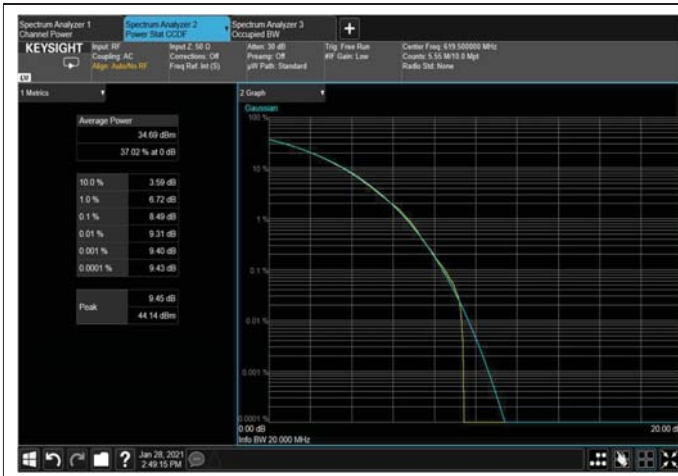 Spectrum Analyzer 1
Channel Power
Spectrum Analyzer 2
Power Stat CCDF
Spectrum Analyzer 3
Occupied BW
KEYSIGHT
Input: RF
Coupling: AC
Align: Auto/No RF
Input Z: 50 Ω
Corrections: Off
Freq Ref: Int (S)
Atten: 30 dB
Preamp: Off
µW Path: Standard
Trig: Free Run
#IF Gain: Low
Center Freq: 619.500000 MHz
Counts: 5.55 M/10.0 Mpt
Radio Std: None
LXI
1 Metrics
Average Power
34.69 dBm
37.02 % at 0 dB
10.0 % 3.59 dB
1.0 % 6.72 dB
0.1 % 8.49 dB
0.01 % 9.31 dB
0.001 % 9.40 dB
0.0001 % 9.43 dB
Peak
9.45 dB
44.14 dBm
2 Graph
Gaussian
100 %
10 %
1 %
0.1 %
0.01 %
0.001 %
0.0001 %
0.00 dB
20.00 dB
Info BW 20.000 MHz
?
Jan 28, 2021
2:49:15 PM